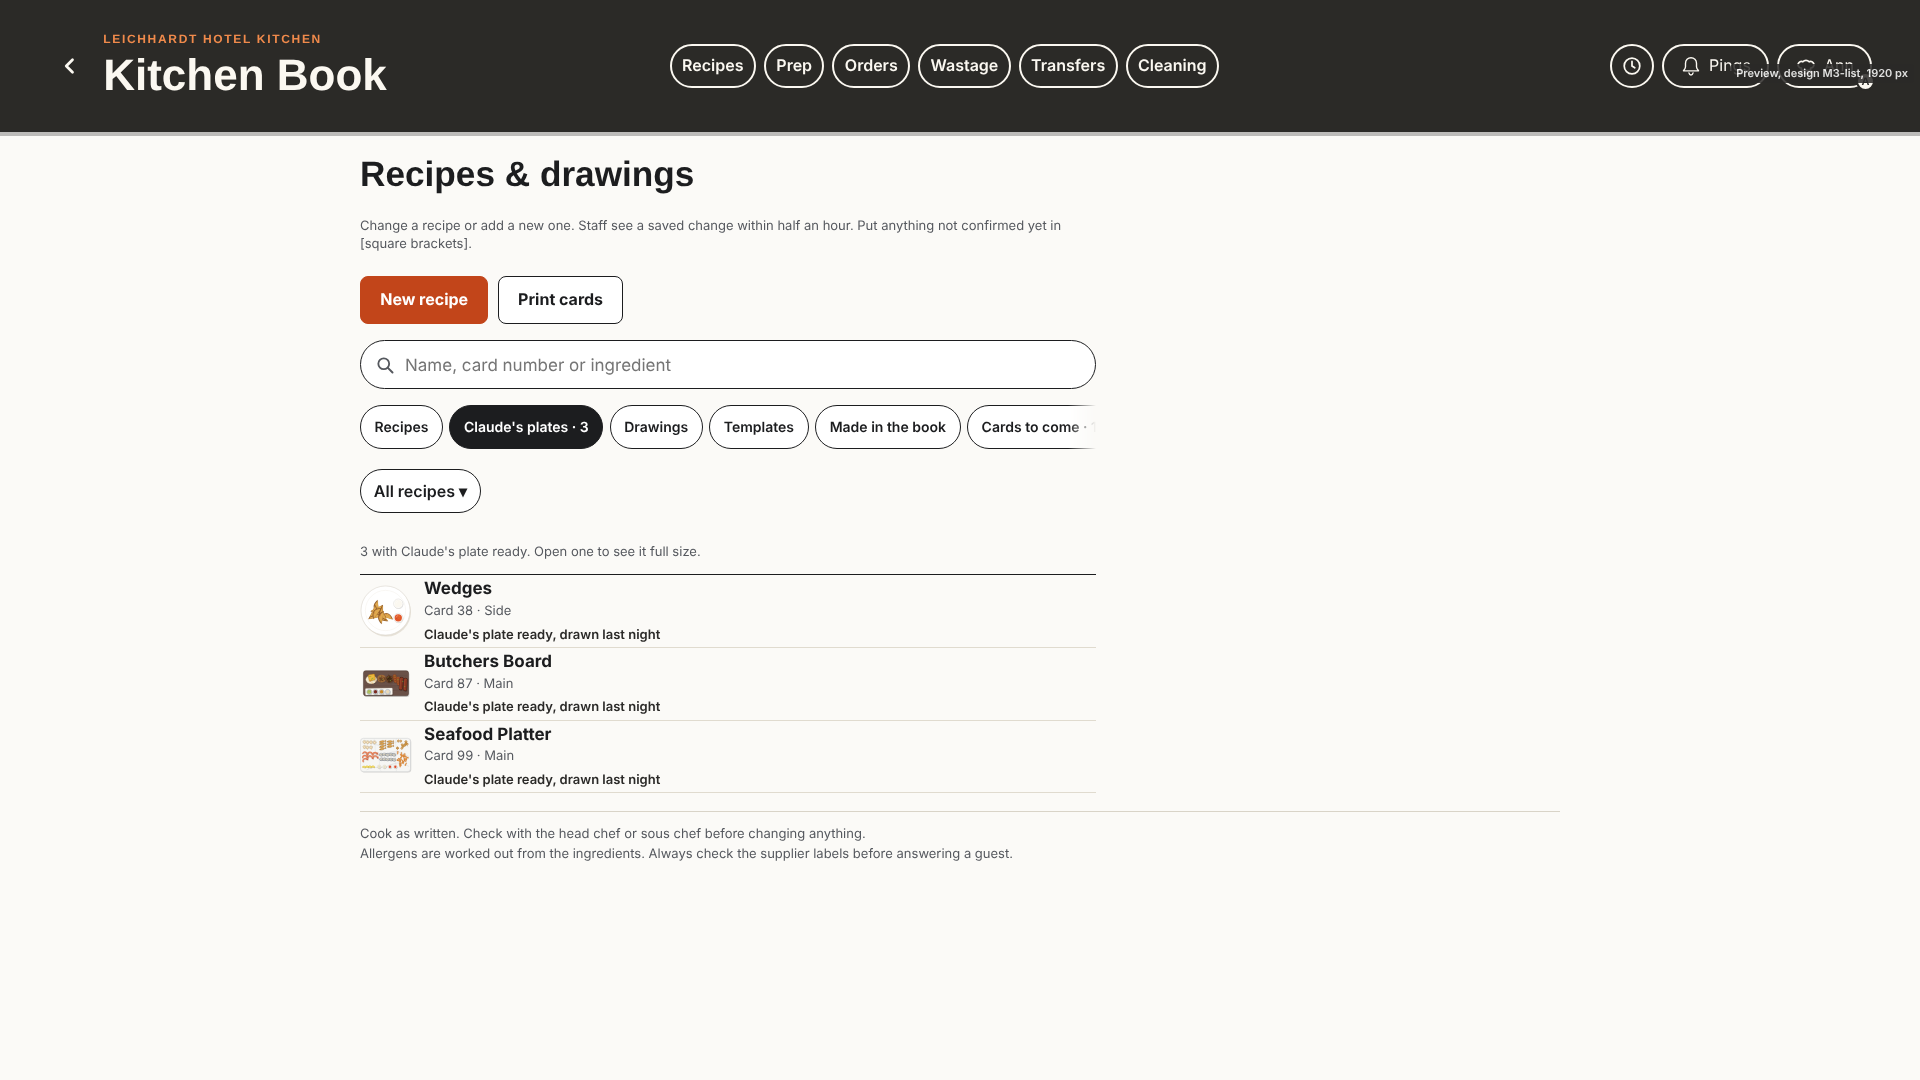 LEICHHARDT HOTEL KITCHEN
Kitchen Book
Recipes
Prep
Orders
Wastage
Transfers
Cleaning
Preview, design M3-list, 1920 px
Recipes & drawings
Change a recipe or add a new one. Staff see a saved change within half an hour. Put anything not confirmed yet in
[square brackets].
New recipe
Print cards
Name, card number or ingredient
Recipes
Claude's plates · 3
Drawings
Templates
Made in the book
Cards to come ·
All recipes ▾
3 with Claude's plate ready. Open one to see it full size.
Wedges
Card 38 · Side
Claude's plate ready, drawn last night
Butchers Board
Card 87 · Main
Claude's plate ready, drawn last night
Seafood Platter
Card 99 · Main
Claude's plate ready, drawn last night
Cook as written. Check with the head chef or sous chef before changing anything.
Allergens are worked out from the ingredients. Always check the supplier labels before answering a guest.